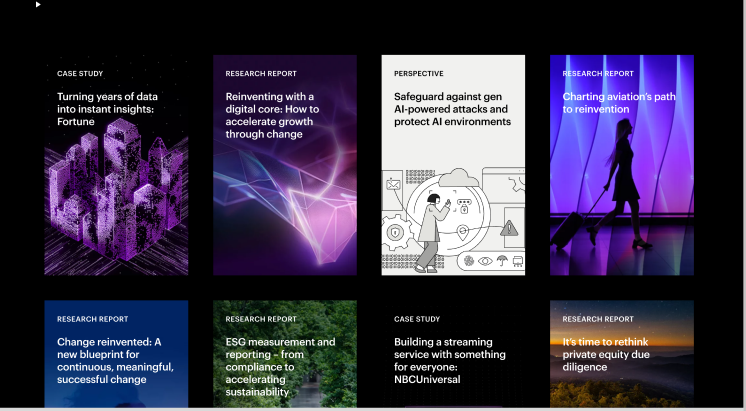 CASE STUDY
Turning years of data
into instant insights:
Fortune
RESEARCH REPORT
Reinventing with a
digital core: How to
accelerate growth
through change
PERSPECTIVE
Safeguard against gen
AI-powered attacks and
protect AI environments
RESEARCH REPORT
Charting aviation's path
to reinvention
RESEARCH REPORT
Change reinvented: A
new blueprint for
continuous, meaningful,
successful change
RESEARCH REPORT
ESG measurement and
reporting – from
compliance to
accelerating
sustainability
CASE STUDY
Building a streaming
service with something
for everyone:
NBCUniversal
RESEARCH REPORT
It's time to rethink
private equity due
diligence